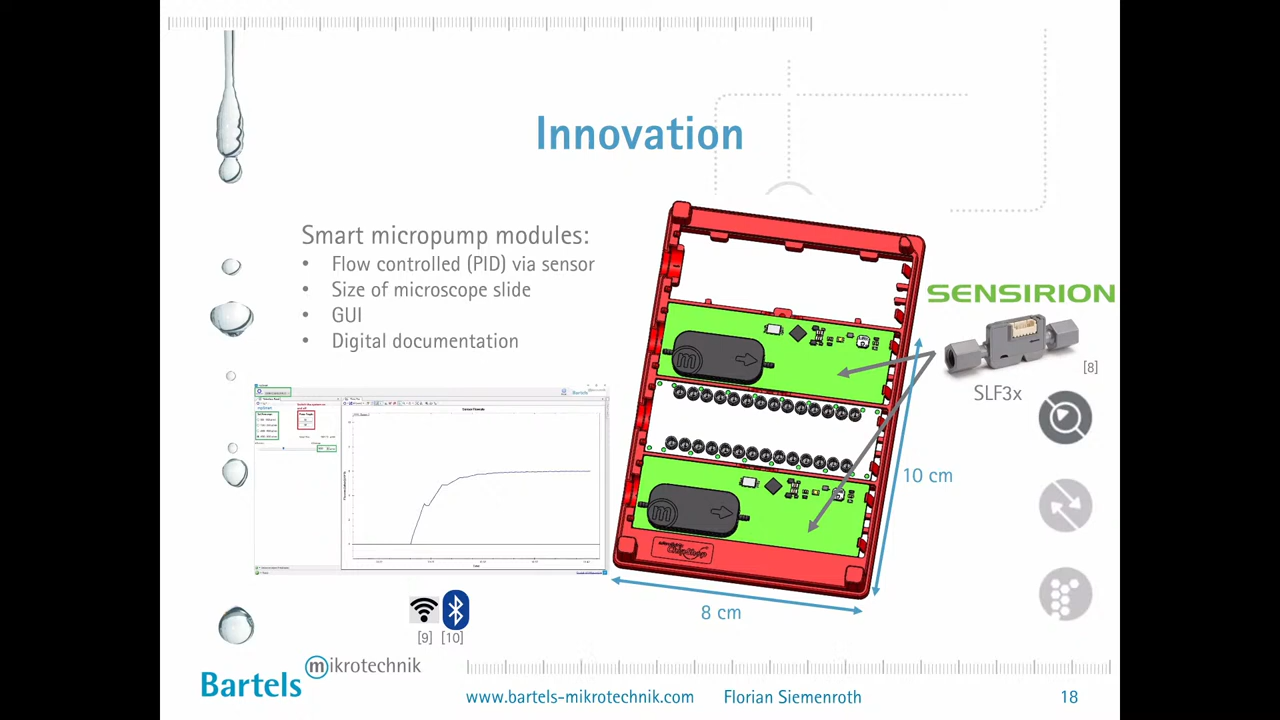 Innovation
Smart micropump modules:
• Flow controlled (PID) via sensor
• Size of microscope slide
• GUI
• Digital documentation
SENSIRION
[8]
SLF3x
10 cm
8 cm
ChipShop
[9] [10]
Bartels mikrotechnik
www.bartels-mikrotechnik.com
Florian Siemenroth
18